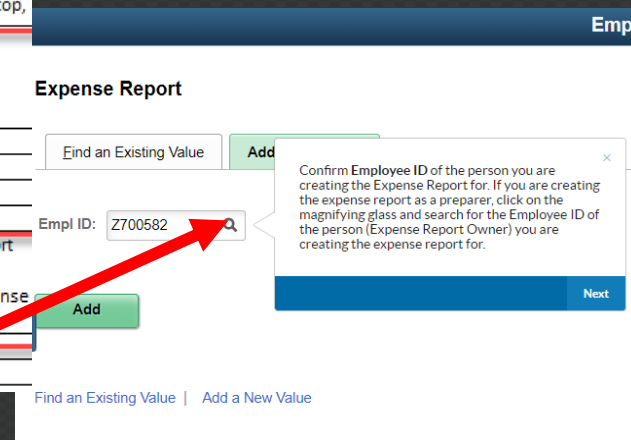 top,
Emp
Expense Report
Find an Existing Value
Add
Confirm Employee ID of the person you are
creating the Expense Report for. If you are creating
the expense report as a preparer, click on the
magnifying glass and search for the Employee ID of
the person (Expense Report Owner) you are
creating the expense report for.
Empl ID: Z700582
rt
Next
nse
Add
Find an Existing Value | Add a New Value